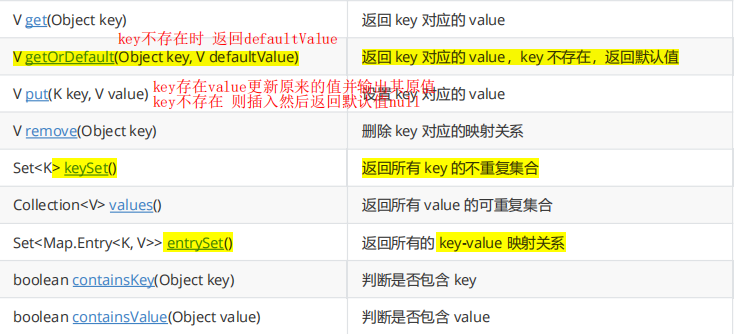 V get(Object key) 返回 key 对应的 value
key不存在时 返回defaultValue
V getOrDefault(Object key, V defaultValue) 返回 key 对应的 value，key 不存在，返回默认值
key存在value更新原来的值并输出其原值
V put(K key, V value) 设置 key 对应的 value
key不存在 则插入然后返回默认值null
V remove(Object key) 删除 key 对应的映射关系
Set<K> keySet() 返回所有 key 的不重复集合
Collection<V> values() 返回所有 value 的可重复集合
Set<Map.Entry<K, V>> entrySet() 返回所有的 key-value 映射关系
boolean containsKey(Object key) 判断是否包含 key
boolean containsValue(Object value) 判断是否包含 value